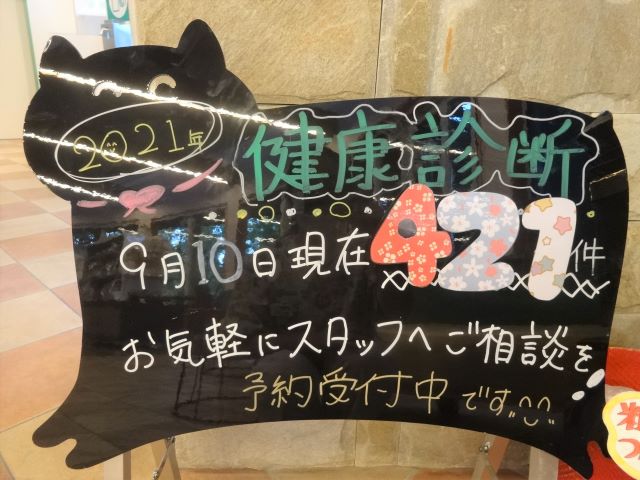 2021年
健康診断
9月10日現在 421件
お気軽にスタッフへご相談を!
予約受付中です